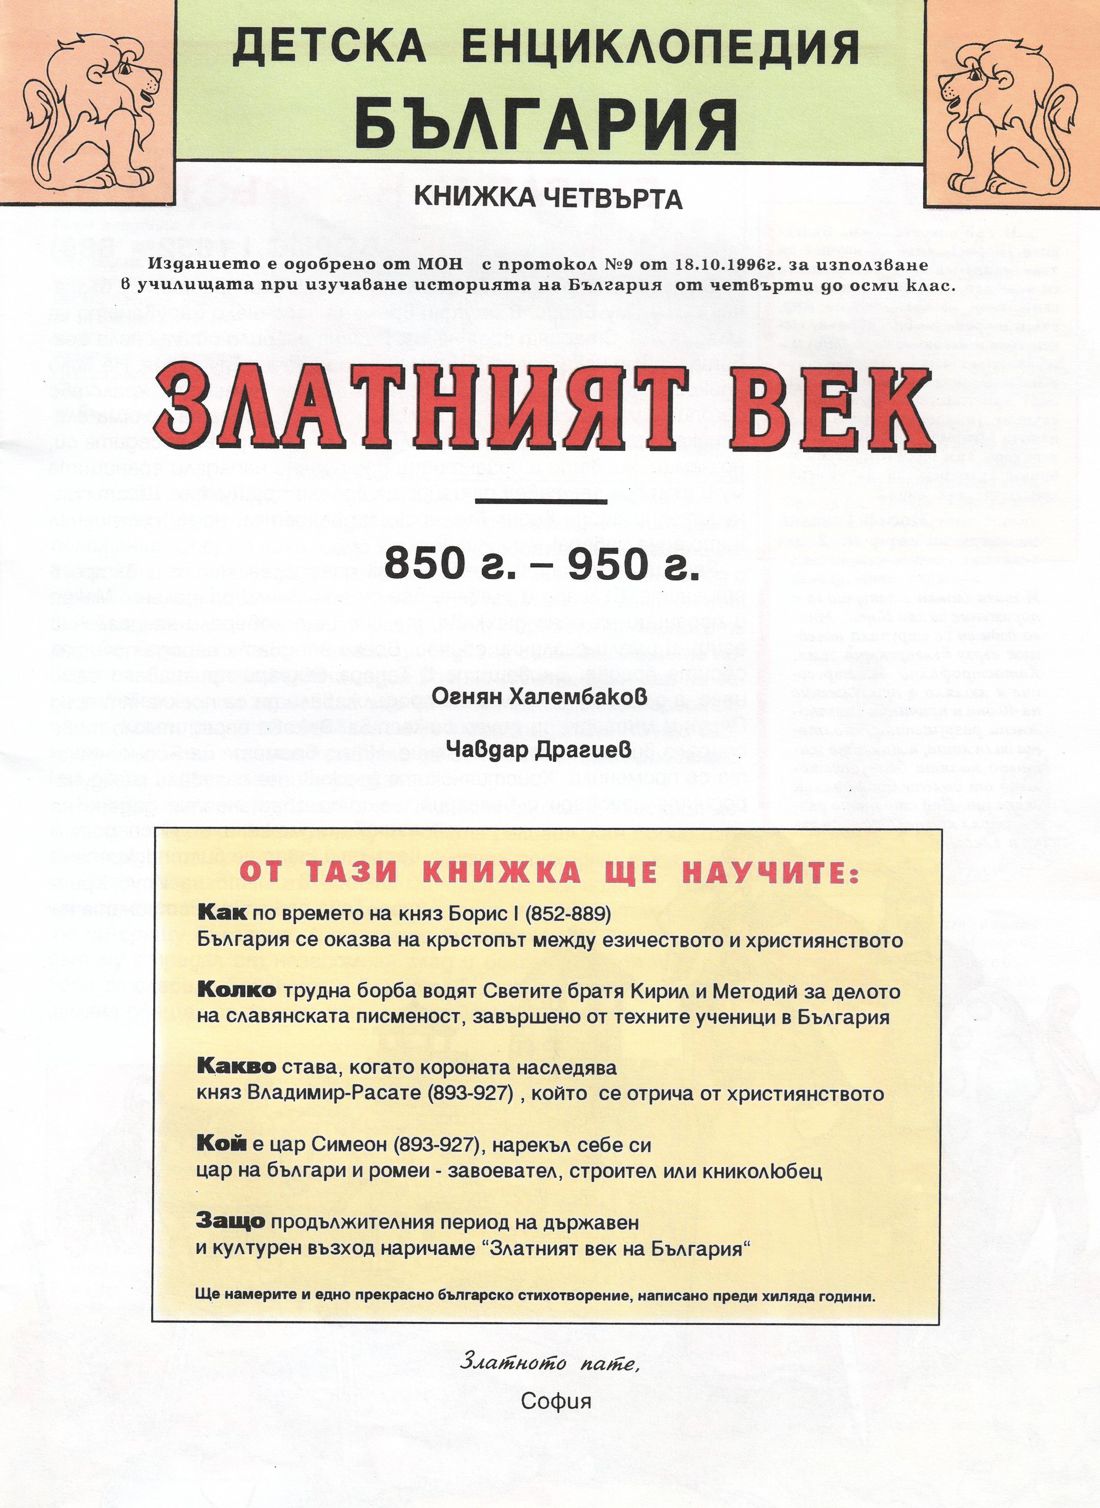 ДЕТСКА ЕНЦИКЛОПЕДИЯ
БЪЛГАРИЯ
КНИЖКА ЧЕТВЪРТА
Изданието е одобрено от МОН с протокол №9 от 18.10.1996г. за използване
в училищата при изучаване историята на България от четвърти до осми клас.
ЗЛАТНИЯТ ВЕК
850 г. – 950 г.
Огнян Халембаков
Чавдар Драгиев
ОТ ТАЗИ КНИЖКА ЩЕ НАУЧИТЕ:
Как по времето на княз Борис I (852-889)
България се оказва на кръстопът между езичеството и християнството
Колко трудна борба водят Светите братя Кирил и Методий за делото
на славянската писменост, завършено от техните ученици в България
Какво става, когато короната наследява
княз Владимир-Расате (893-927) , който се отрича от християнството
Кой е цар Симеон (893-927), нарекъл себе си
цар на българи и ромеи - завоевател, строител или книколюбец
Защо продължителния период на държавен
и културен възход наричаме “Златният век на България“
Ще намерите и едно прекрасно българско стихотворение, написано преди хиляда години.
Златното пате,
София